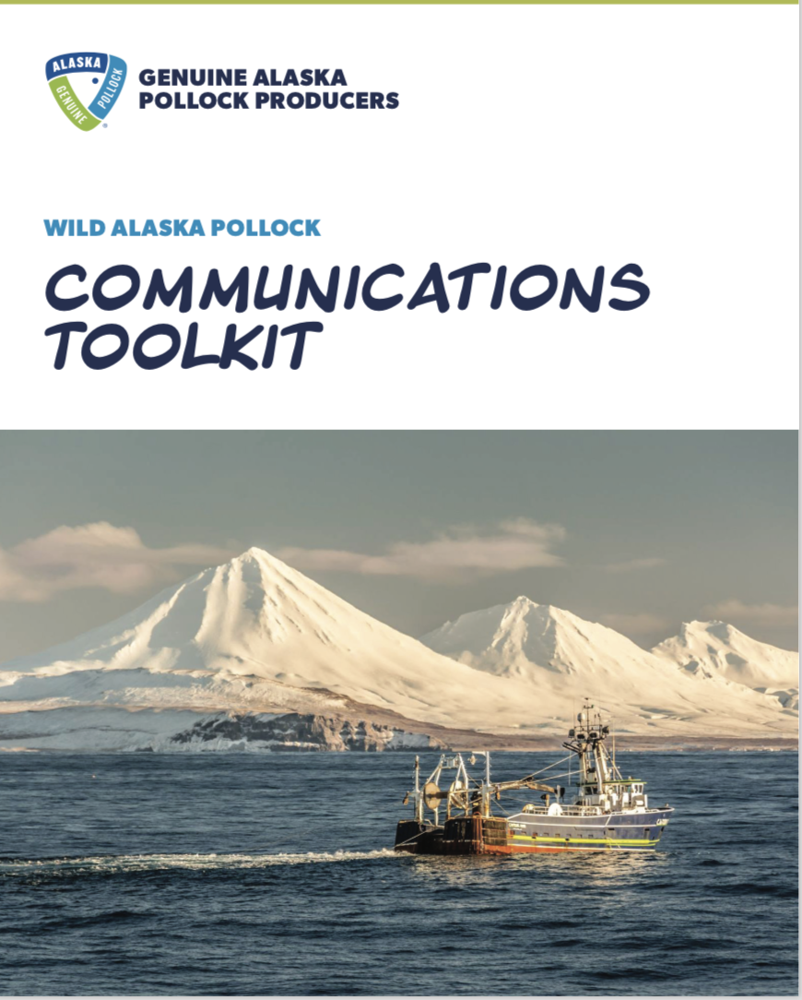 ALASKA
POLLOCK
GENUINE
®
GENUINE ALASKA
POLLOCK PRODUCERS
WILD ALASKA POLLOCK
COMMUNICATIONS
TOOLKIT